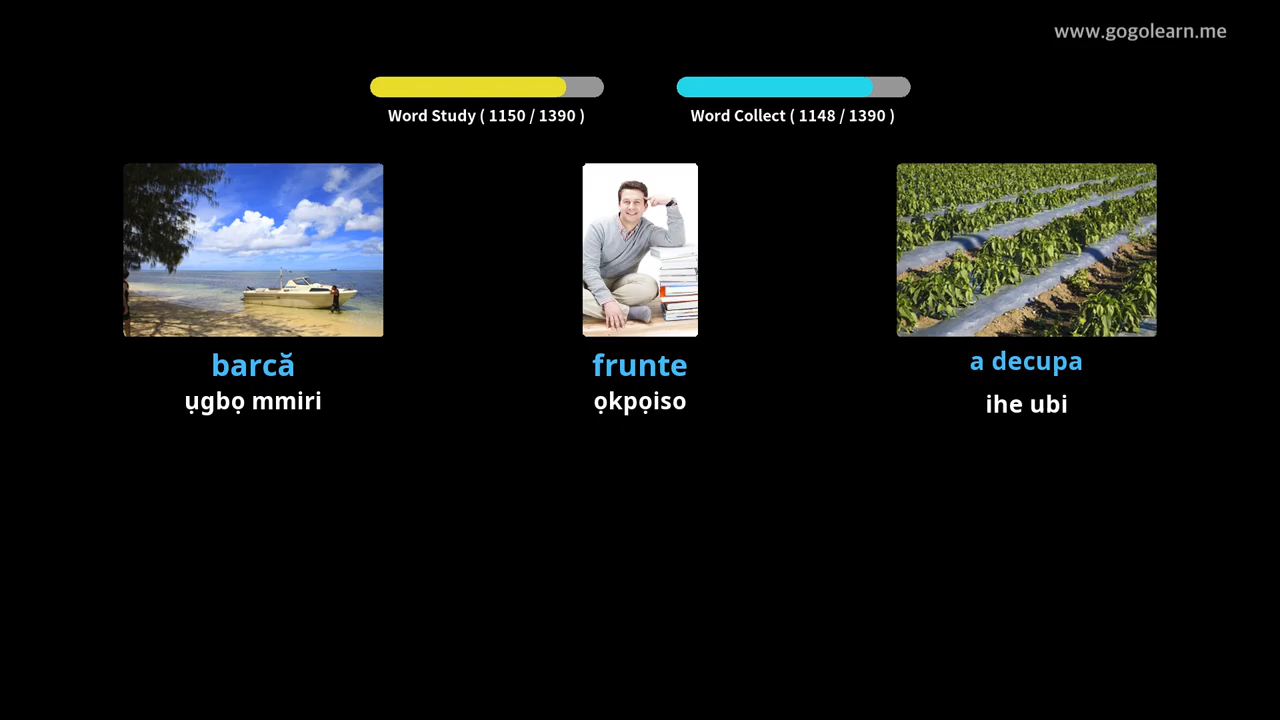 www.gogolearn.me
Word Study ( 1150 / 1390 )
Word Collect ( 1148 / 1390 )
barcă
ụgbọ mmiri
frunte
ọkpọiso
a decupa
ihe ubi